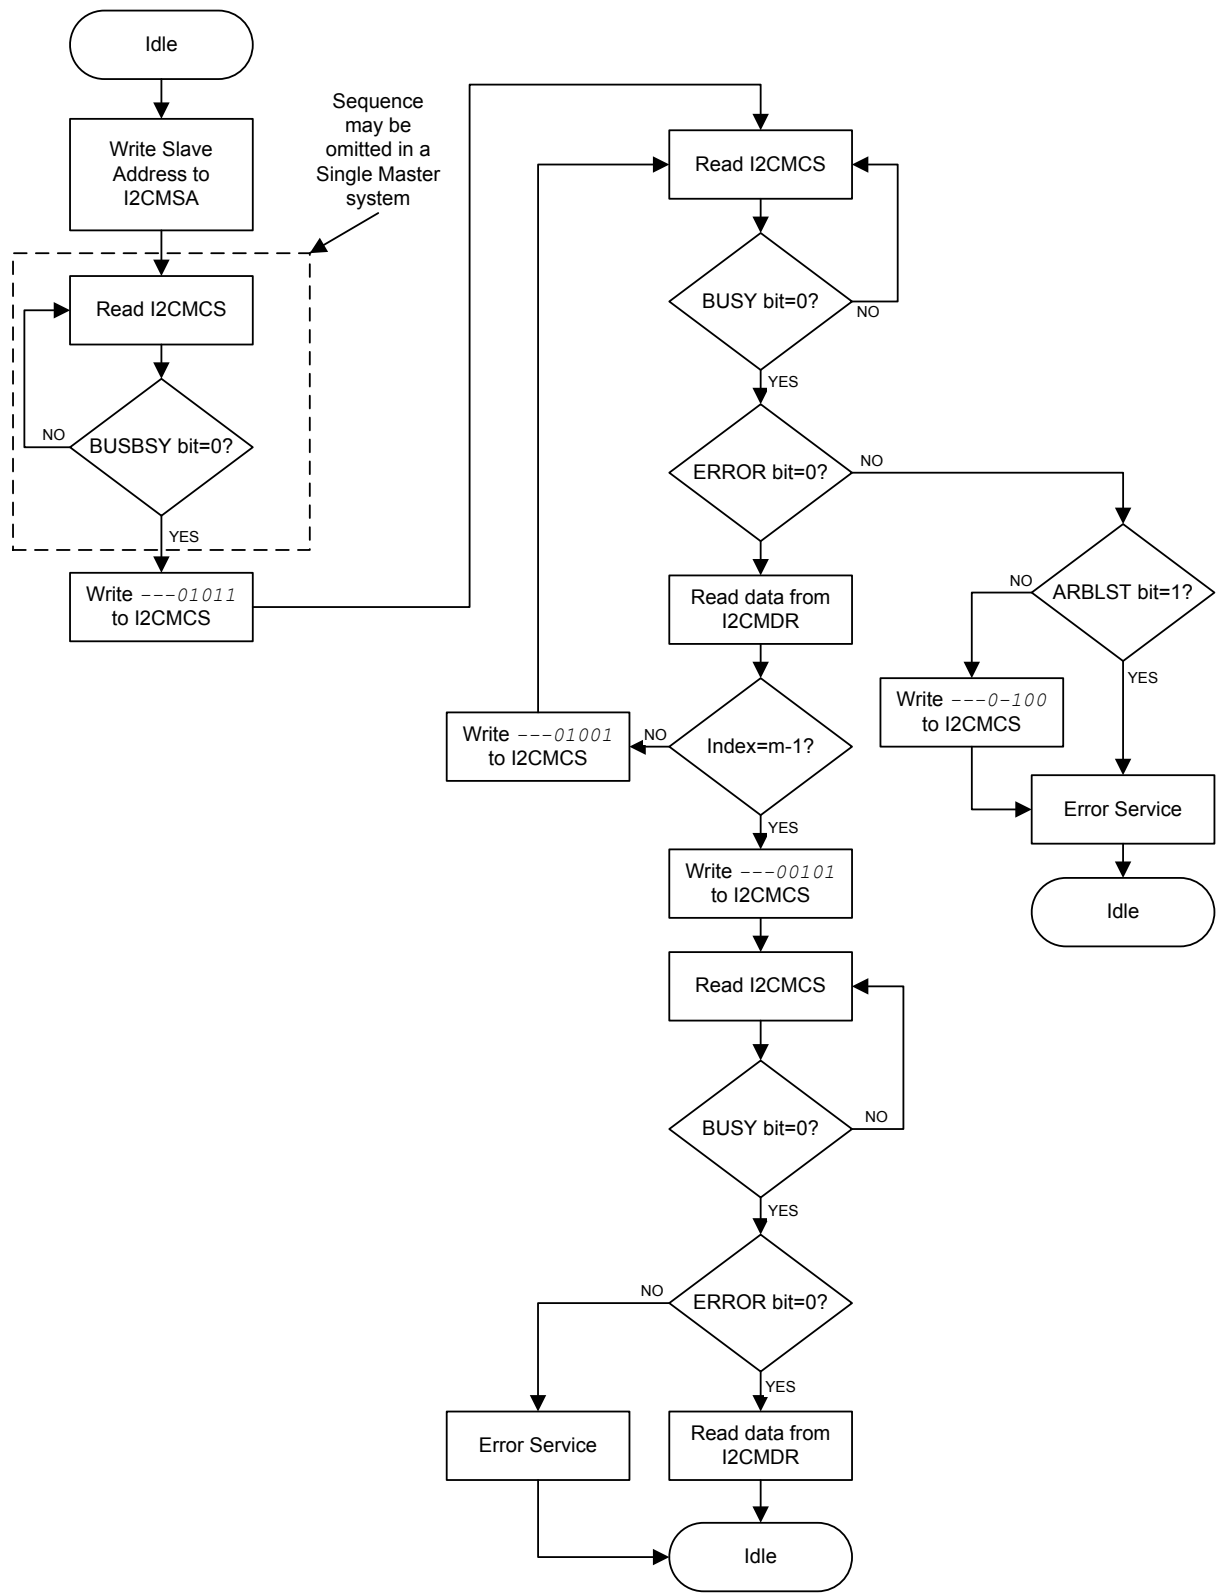 Idle
Write Slave
Address to
I2CMSA
Sequence
may be
omitted in a
Single Master
system
Read I2CMCS
BUSBSY bit=0?
NO
YES
Write ---01011
to I2CMCS
Read I2CMCS
BUSY bit=0?
NO
YES
ERROR bit=0?
NO
Read data from
I2CMDR
ARBLST bit=1?
NO
YES
Write ---0-100
to I2CMCS
Error Service
Idle
Index=m-1?
NO
Write ---01001
to I2CMCS
YES
Write ---00101
to I2CMCS
Read I2CMCS
BUSY bit=0?
NO
YES
ERROR bit=0?
NO
YES
Error Service
Read data from
I2CMDR
Idle